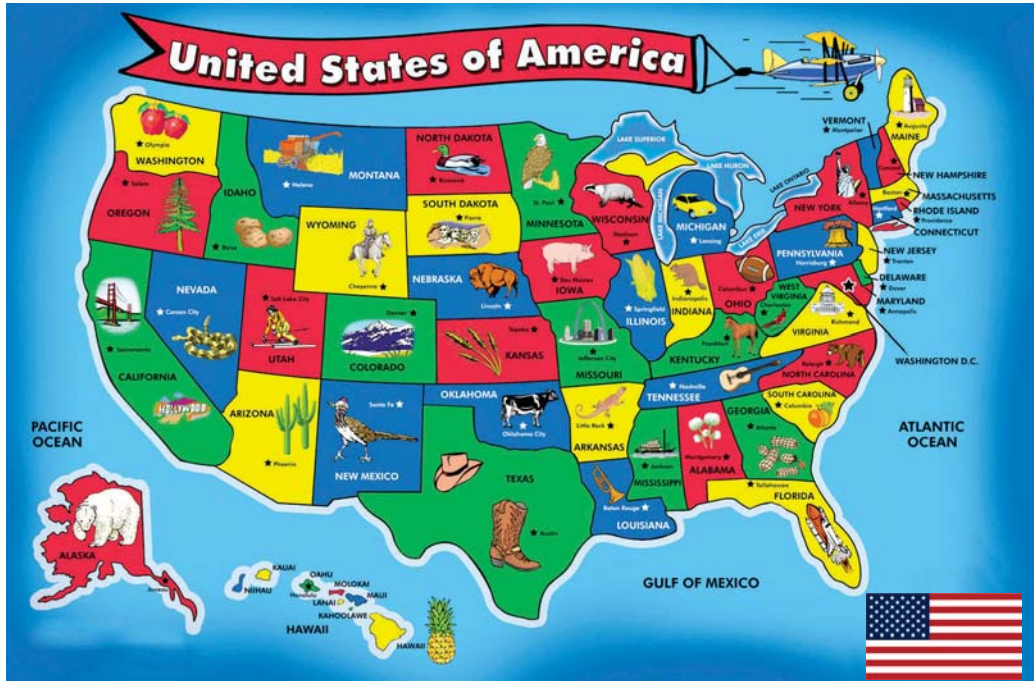 United States of America
Olympia
WASHINGTON
Salem
OREGON
IDAHO
Boise
Helena
MONTANA
NORTH DAKOTA
Bismarck
SOUTH DAKOTA
Pierre
St. Paul
MINNESOTA
WYOMING
Cheyenne
NEBRASKA
Lincoln
WISCONSIN
Madison
LAKE SUPERIOR
LAKE MICHIGAN
LAKE HURON
LAKE ONTARIO
LAKE ERIE
MICHIGAN
Lansing
Des Moines
IOWA
NEVADA
Carson City
Salt Lake City
UTAH
Denver
COLORADO
Topeka
KANSAS
Springfield
ILLINOIS
Indianapolis
INDIANA
Columbus
OHIO
VERMONT
Montpelier
MAINE
Augusta
Concord
NEW HAMPSHIRE
Boston
MASSACHUSETTS
Hartford
RHODE ISLAND
Providence
CONNECTICUT
NEW YORK
Albany
PENNSYLVANIA
Harrisburg
NEW JERSEY
Trenton
DELAWARE
Dover
MARYLAND
Annapolis
WASHINGTON D.C.
WEST
VIRGINIA
Charleston
Richmond
VIRGINIA
Frankfort
KENTUCKY
Jefferson City
MISSOURI
Sacramento
CALIFORNIA
HOLLYWOOD
ARIZONA
Phoenix
Santa Fe
NEW MEXICO
OKLAHOMA
Oklahoma City
Little Rock
ARKANSAS
Nashville
TENNESSEE
Raleigh
NORTH CAROLINA
SOUTH CAROLINA
Columbia
GEORGIA
Atlanta
Montgomery
ALABAMA
Jackson
MISSISSIPPI
TEXAS
Austin
Baton Rouge
LOUISIANA
Tallahassee
FLORIDA
PACIFIC
OCEAN
ATLANTIC
OCEAN
GULF OF MEXICO
ALASKA
Juneau
KAUAI
NIIHAU
OAHU
Honolulu
MOLOKAI
LANAI
MAUI
KAHOOLAWE
HAWAII
HAWAII